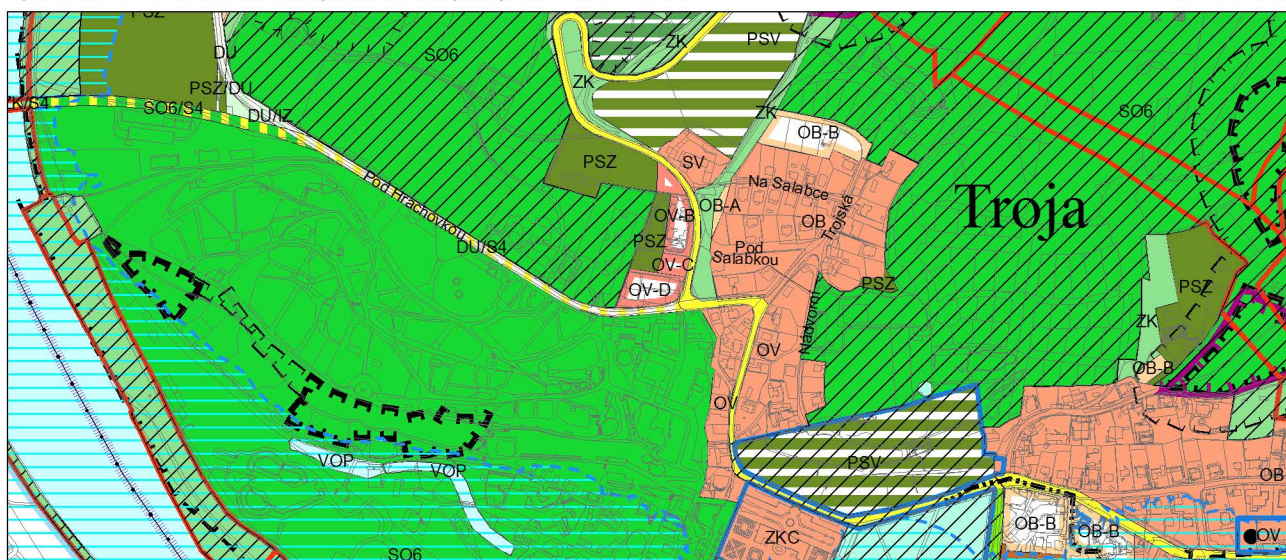 PSZ
DU
SO6
ZK
PSV
PSZ/DU
ZK
SO6/S4
DU/IZ
ZK
OB-B
SO6
PSZ
SV
Na Salabce
Troja
Pod Hrachovkou
OB-A
OV-B
OB
Trojská
DU/S4
PSZ
Pod
Salabkou
OV-C
PSZ
PSZ
OV-D
Nádvorní
ZK
OV
OB-B
OV
VOP
VOP
PSV
OB
OB-B
OB-B
ZKC
OV
SO6